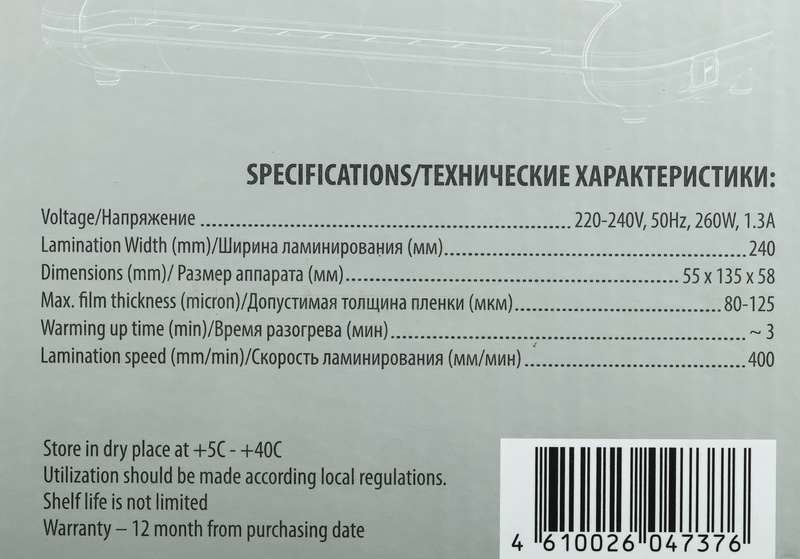 SPECIFICATIONS/ТЕХНИЧЕСКИЕ ХАРАКТЕРИСТИКИ:
Voltage/Напряжение ........ 220-240V, 50Hz, 260W, 1.3A
Lamination Width (mm)/Ширина ламинирования (мм) ........ 240
Dimensions (mm)/ Размер аппарата (мм) ........ 55 x 135 x 58
Max. film thickness (micron)/Допустимая толщина пленки (мкм) ........ 80-125
Warming up time (min)/Время разогрева (мин) ........ ~ 3
Lamination speed (mm/min)/Скорость ламинирования (мм/мин) ........ 400
Store in dry place at +5C - +40C
Utilization should be made according local regulations.
Shelf life is not limited
Warranty – 12 month from purchasing date
4 610026 047376